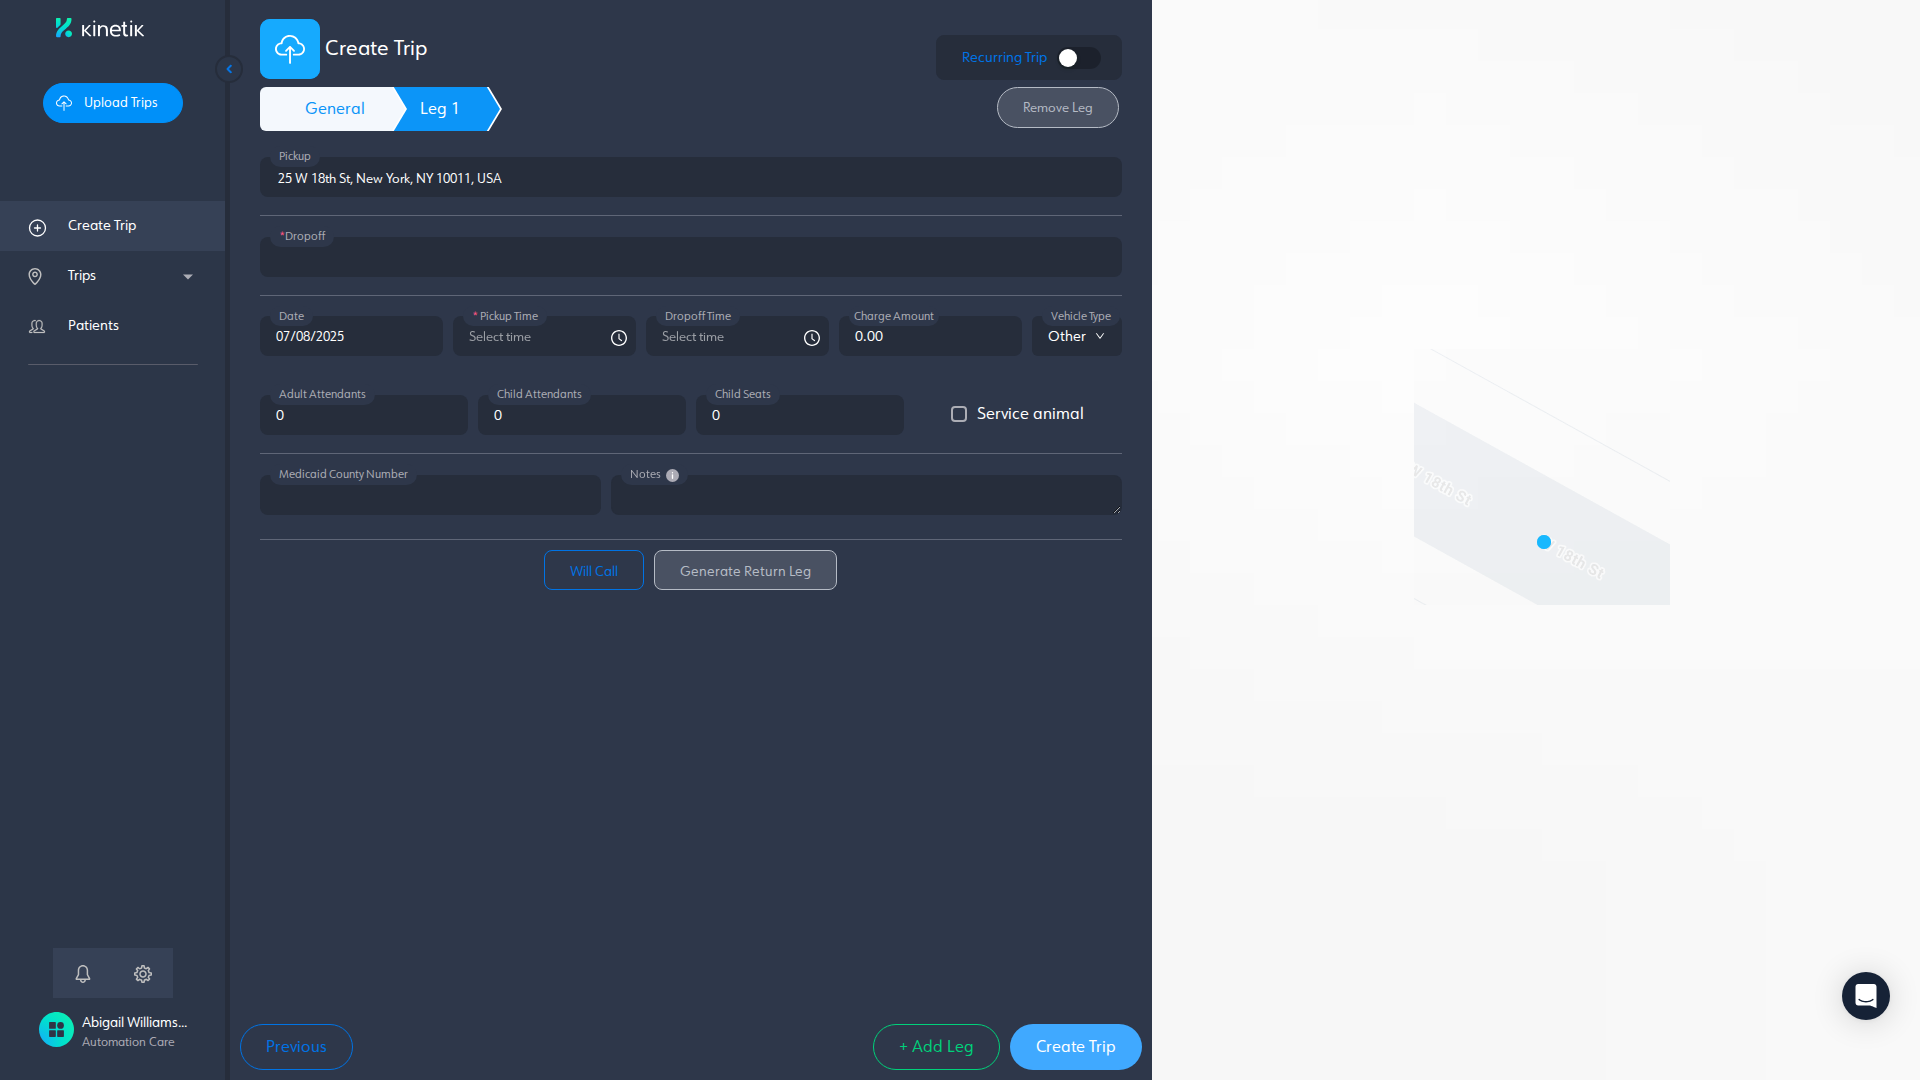 kinetik
Upload Trips
Create Trip
Trips
Patients
Abigail Williams...
Automation Care
Create Trip
Recurring Trip
General
Leg 1
Remove Leg
Pickup
25 W 18th St, New York, NY 10011, USA
*Dropoff
Date
07/08/2025
* Pickup Time
Select time
Dropoff Time
Select time
Charge Amount
0.00
Vehicle Type
Other
Adult Attendants
0
Child Attendants
0
Child Seats
0
Service animal
Medicaid County Number
Notes
Will Call
Generate Return Leg
Previous
+ Add Leg
Create Trip
W 18th St
18th St